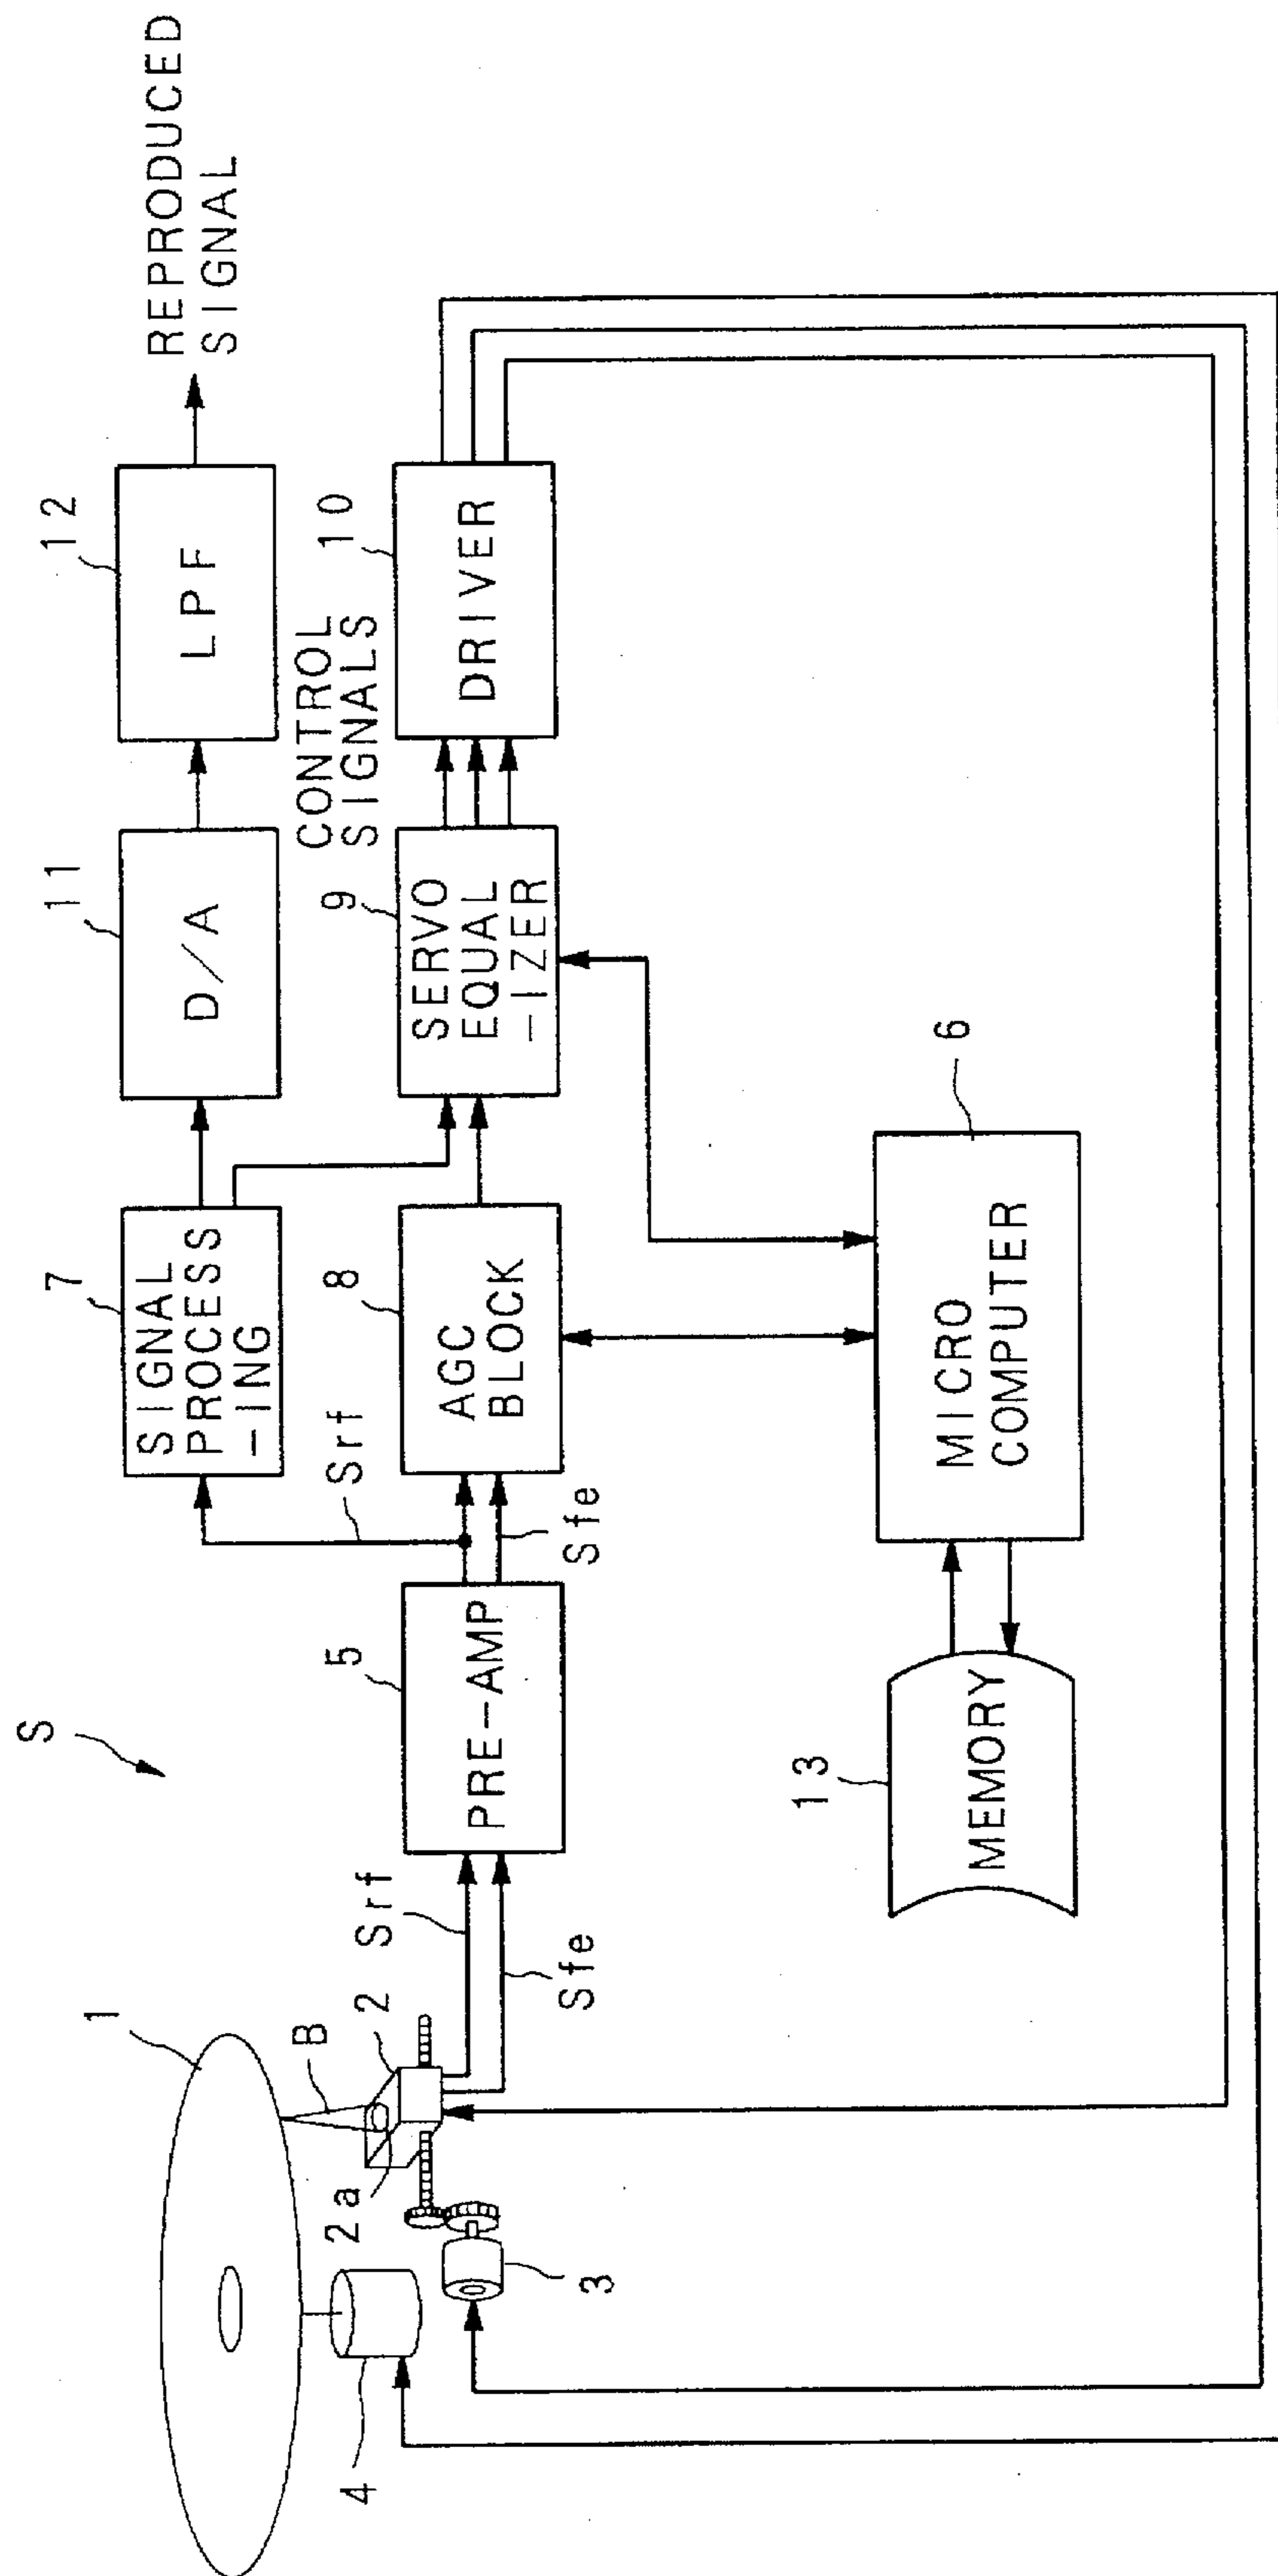 S
1
B
2
2a
4
3
Srf
Sfe
5
PRE-AMP
Srf
Sfe
7
SIGNAL
PROCESS
-ING
8
AGC
BLOCK
11
D/A
9
SERVO
EQUAL
-IZER
CONTROL
SIGNALS
12
LPF
10
DRIVER
REPRODUCED
SIGNAL
13
MEMORY
6
MICRO
COMPUTER